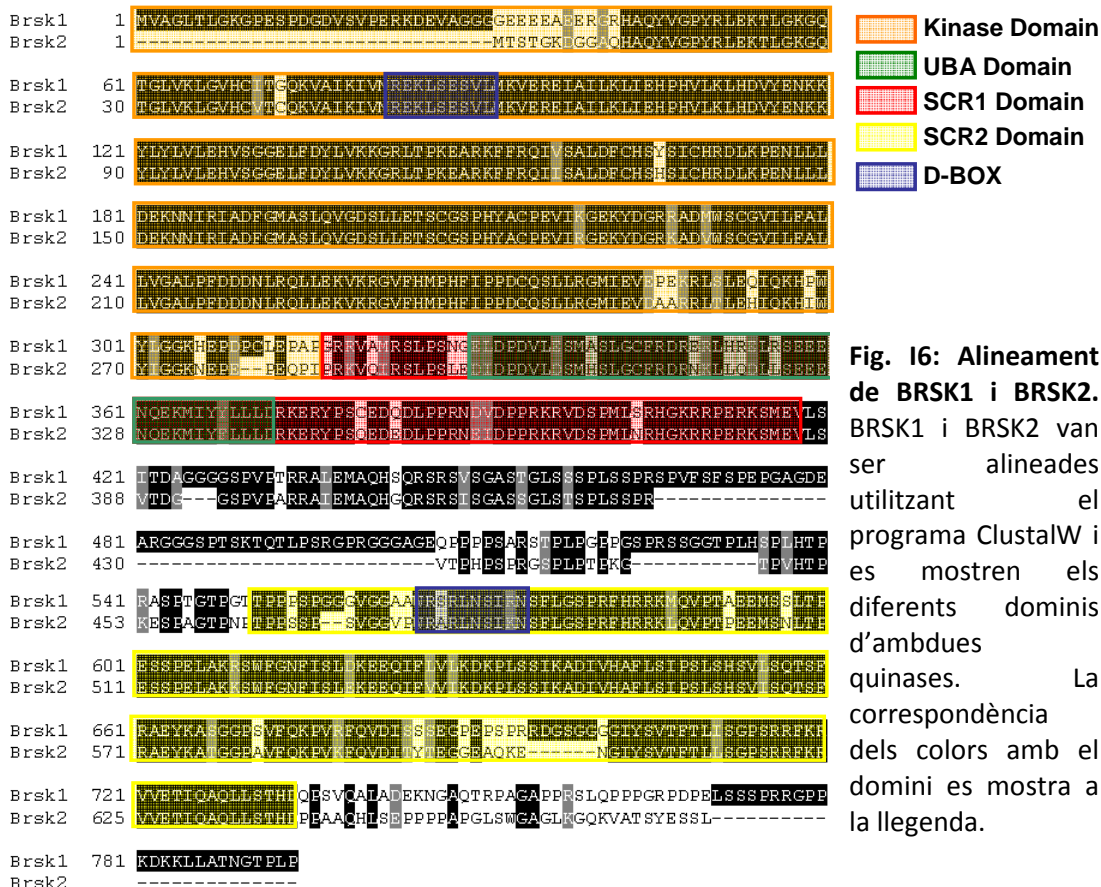 Brsk1 1 MVAGLTLGKGPESPDGDVSVPERKDEVAGGGGEEEEAEERGRHAQYVGPYRLEKTLGKGQ
Brsk2 1 -------------------------------MTSTGKDGGAQHAQYVGPYRLEKTLGKGQ
Brsk1 61 TGLVKLGVHCITGQKVAIKIVNREKLSESVLMKVEREIAILKLIEHPHVLKLHDVYENKK
Brsk2 30 TGLVKLGVHCVTCQKVAIKIVNREKLSESVLMKVEREIAILKLIEHPHVLKLHDVYENKK
Brsk1 121 YLYLVLEHVSGGELFDYLVKKGRLTPKEARKFFRQIVSALDFCHSYSICHRDLKPENLLL
Brsk2 90 YLYLVLEHVSGGELFDYLVKKGRLTPKEARKFFRQIISALDFCHSHSICHRDLKPENLLL
Brsk1 181 DEKNNIRIADFGMASLQVGDSLLETSCGSPHYACPEVIKGEKYDGRRADMWSCGVILFAL
Brsk2 150 DEKNNIRIADFGMASLQVGDSLLETSCGSPHYACPEVIRGEKYDGRKADVWSCGVILFAL
Brsk1 241 LVGALPFDDDNLRQLLEKVKRGVFHMPHFIPPDCQSLLRGMIEVEPEKRLSLEQIQKHPW
Brsk2 210 LVGALPFDDDNLRQLLEKVKRGVFHMPHFIPPDCQSLLRGMIEVDAARRLTLEHIQKHIW
Brsk1 301 YLGGKHEPDPCLEPAPGRRVAMRSLPSNGELDPDVLESMASLGCFRDRERLHRELRSEEE
Brsk2 270 YIGGKNEPE--PEQPIPRKVQIRSLPSLEDIDPDVLDSMHSLGCFRDRNKLLQDLLSEEE
Brsk1 361 NQEKMIYYLLLDRKERYPSCEDQDLPPRNDVDPPRKRVDSPMLSRHGKRRPERKSMEVLS
Brsk2 328 NQEKMIYFLLLDRKERYPSQEDEDLPPRNEIDPPRKRVDSPMLNRHGKRRPERKSMEVLS
Brsk1 421 ITDAGGGGSPVPTRRALEMAQHSQRSRSVSGASTGLSSSPLSSPRSPVFSFSPEPGAGDE
Brsk2 388 VTDG---GSPVPARRAIEMAQHGQRSRSISGASSGLSTSPLSSPR---------------
Brsk1 481 ARGGGSPTSKTQTLPSRGPRGGGAGEQPPPPSARSTPLPGPPGSPRSSGGTPLHSPLHTP
Brsk2 430 --------------------------VTPHPSPRGSPLPTPKG-----------TPVHTP
Brsk1 541 RASPTGTPGTTPPPSPGGGVGGAAWRSRLNSIRNSFLGSPRFHRRKMQVPTAEEMSSLTP
Brsk2 453 KESPAGTPNPTPPSSP--SVGGVPWRARLNSIKNSFLGSPRFHRRKLQVPTPEEMSNLTP
Brsk1 601 ESSPELAKRSWFGNFISLDKEEQIFLVLKDKPLSSIKADIVHAFLSIPSLSHSVLSQTSF
Brsk2 511 ESSPELAKKSWFGNFISLEKEEQIFVVIKDKPLSSIKADIVHAFLSIPSLSHSVISQTSF
Brsk1 661 RAEYKASGGPSVFQKPVRFQVDISSSEGPEPSPRRDGSGGGGIYSVTFTLISGPSRRFKR
Brsk2 571 RAEYKATGGPAVFQKPVKFQVDITYTEGGEAQKE------NGIYSVTFTLLSGPSRRFKR
Brsk1 721 VVETIQAQLLSTHDQPSVQALADEKNGAQTRPAGAPPRSLQPPPGRPDPELSSSPRRGPP
Brsk2 625 VVETIQAQLLSTHDPPAAQHLSEPPPPAPGLSWGAGLKGQKVATSYESSL----------
Brsk1 781 KDKKLLATNGTPLP
Brsk2 --------------
Kinase Domain
UBA Domain
SCR1 Domain
SCR2 Domain
D-BOX
Fig. I6: Alineament
de BRSK1 i BRSK2.
BRSK1 i BRSK2 van
ser alineades
utilitzant el
programa ClustalW i
es mostren els
diferents dominis
d'ambdues
quinases. La
correspondència
dels colors amb el
domini es mostra a
la llegenda.